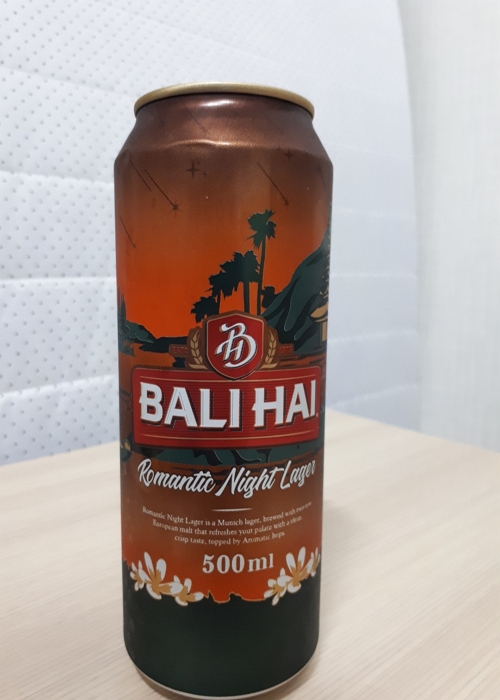 BH
BALI HAI
Romantic Night Lager
Romantic Night Lager is a Munich lager, brewed with
European malt that refreshes your palate with a
crisp taste, topped by Aromatic hops.
500ml